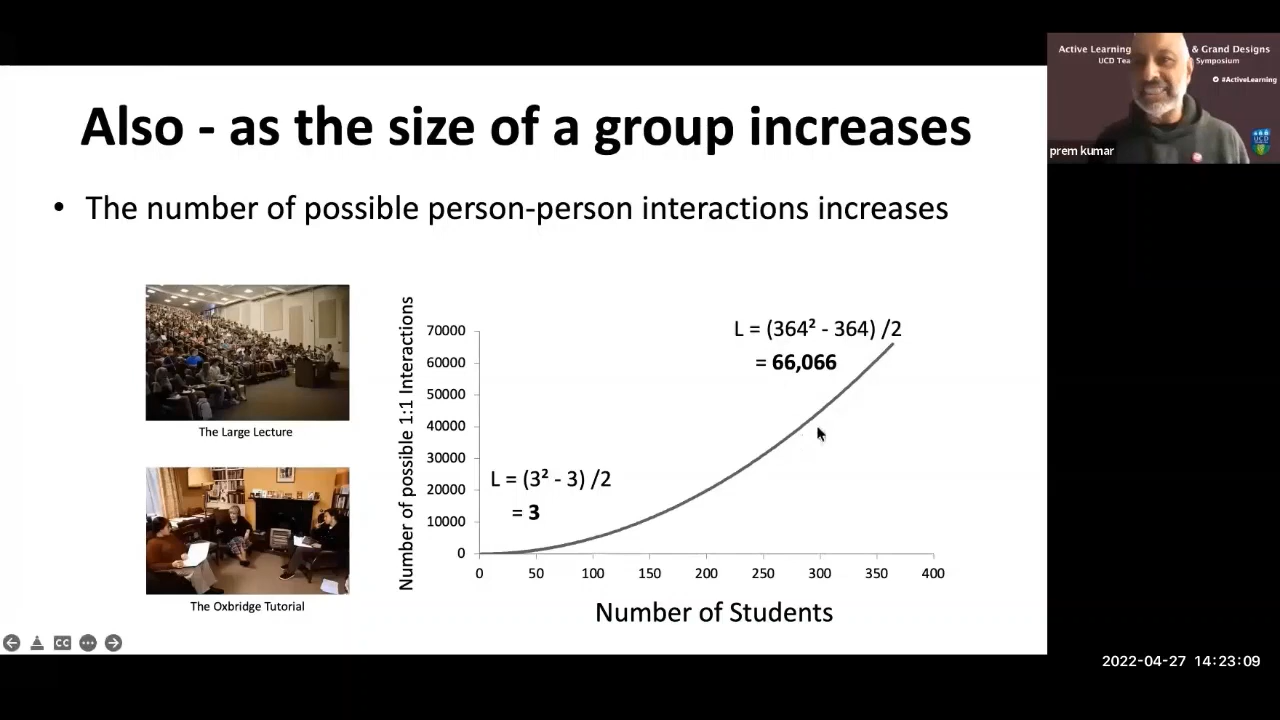 Also - as the size of a group increases
• The number of possible person-person interactions increases
The Large Lecture
The Oxbridge Tutorial
Number of possible 1:1 Interactions
70000
60000
50000
40000
30000
20000
10000
0
L = (364² - 364) /2
= 66,066
L = (3² - 3) /2
= 3
0 50 100 150 200 250 300 350 400
Number of Students
CC
Active Learning & Grand Designs
UCD Tea Symposium
#ActiveLearning
UCD
prem kumar
2022-04-27 14:23:09